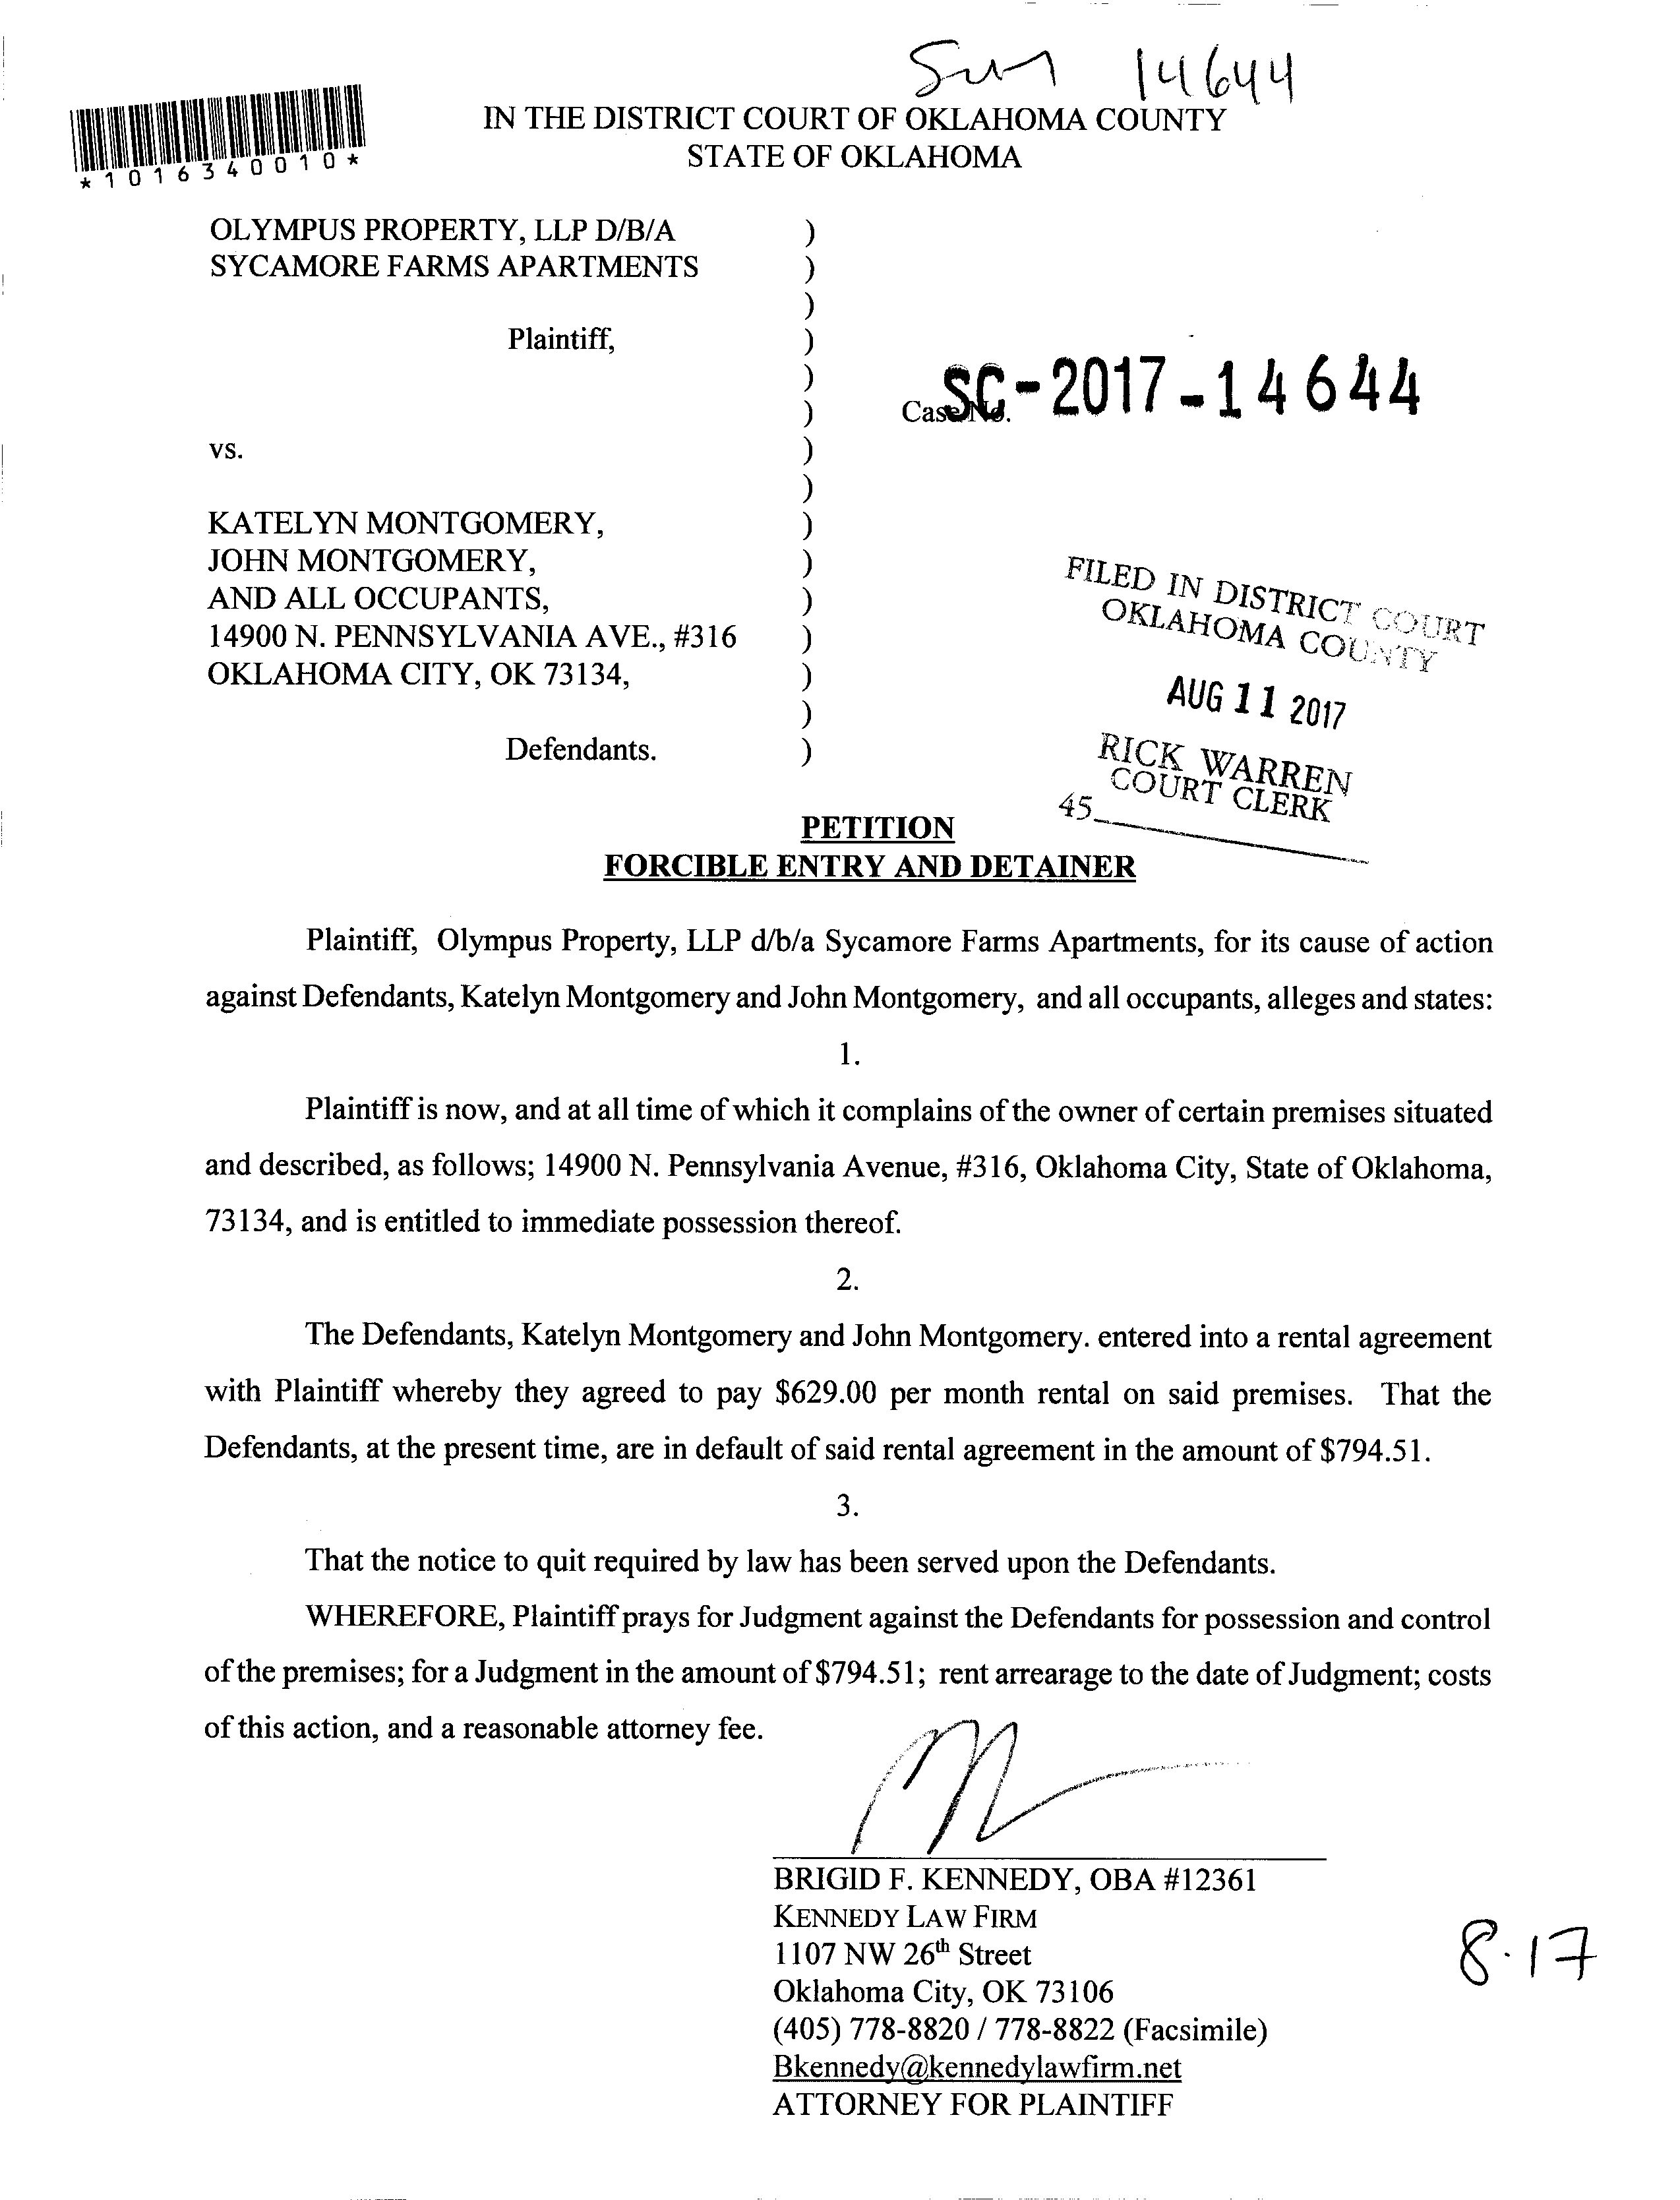 14644
IN THE DISTRICT COURT OF OKLAHOMA COUNTY
STATE OF OKLAHOMA
*1016340010*
OLYMPUS PROPERTY, LLP D/B/A )
SYCAMORE FARMS APARTMENTS )
)
Plaintiff, )
)
Case No. SC-2017-14644 )
vs. )
)
KATELYN MONTGOMERY, )
JOHN MONTGOMERY, )
AND ALL OCCUPANTS, )
14900 N. PENNSYLVANIA AVE., #316 )
OKLAHOMA CITY, OK 73134, )
)
Defendants. )
FILED IN DISTRICT COURT
OKLAHOMA COUNTY
AUG 11 2017
RICK WARREN
COURT CLERK
45
PETITION
FORCIBLE ENTRY AND DETAINER
Plaintiff, Olympus Property, LLP d/b/a Sycamore Farms Apartments, for its cause of action
against Defendants, Katelyn Montgomery and John Montgomery, and all occupants, alleges and states:
1.
Plaintiff is now, and at all time of which it complains of the owner of certain premises situated
and described, as follows; 14900 N. Pennsylvania Avenue, #316, Oklahoma City, State of Oklahoma,
73134, and is entitled to immediate possession thereof.
2.
The Defendants, Katelyn Montgomery and John Montgomery. entered into a rental agreement
with Plaintiff whereby they agreed to pay $629.00 per month rental on said premises. That the
Defendants, at the present time, are in default of said rental agreement in the amount of $794.51.
3.
That the notice to quit required by law has been served upon the Defendants.
WHEREFORE, Plaintiff prays for Judgment against the Defendants for possession and control
of the premises; for a Judgment in the amount of $794.51; rent arrearage to the date of Judgment; costs
of this action, and a reasonable attorney fee.
BRIGID F. KENNEDY, OBA #12361
KENNEDY LAW FIRM
1107 NW 26th Street
Oklahoma City, OK 73106
(405) 778-8820 / 778-8822 (Facsimile)
Bkennedy@kennedylawfirm.net
ATTORNEY FOR PLAINTIFF
8.17